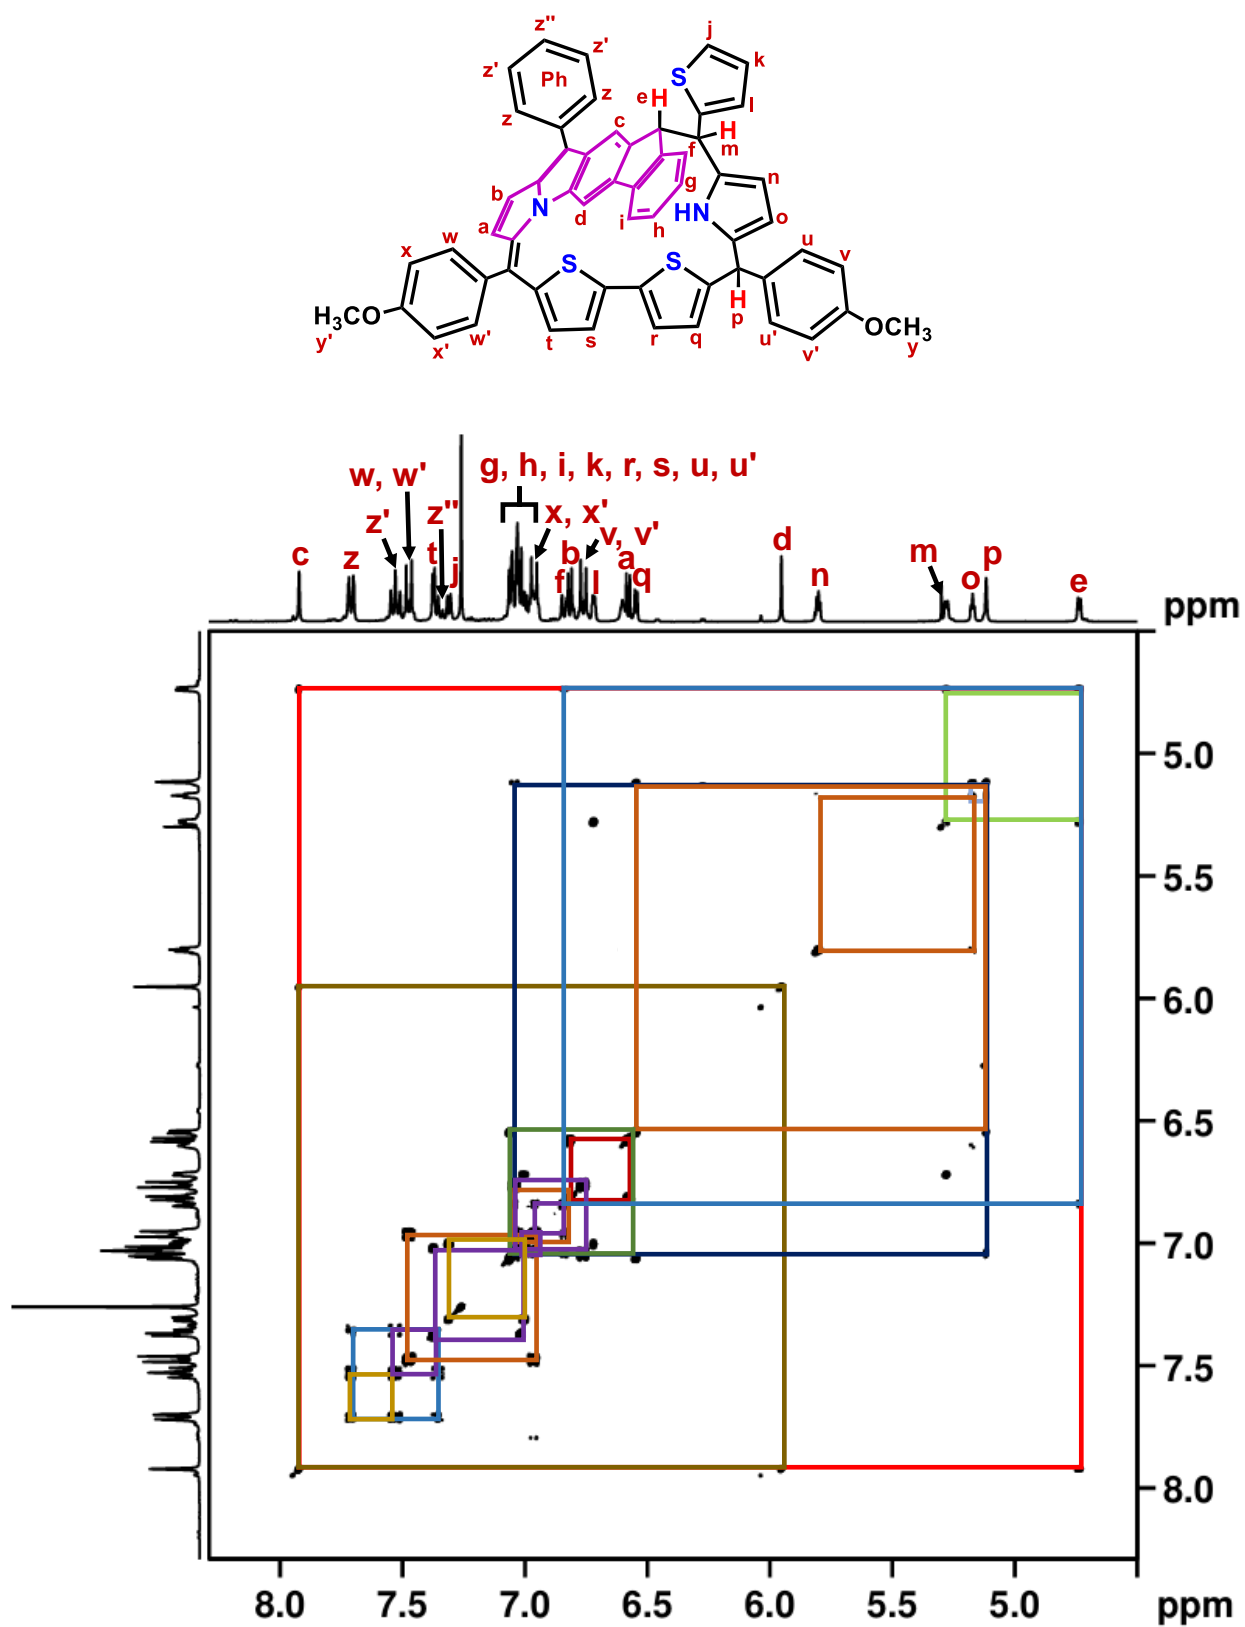 z''
z' z'
Ph
z z
j
S k
l
e H
H
m
c
f
g
b
N
a d i h
n
HN
o
w
x
S S
u
v
H
p
H₃CO
y'
x' w'
t s r q
u'
v'
OCH₃
y
g, h, i, k, r, s, u, u'
w, w'
z'' x, x'
z' v, v'
c z t j f b l a q d n m o p e
ppm
5.0
5.5
6.0
6.5
7.0
7.5
8.0
8.0 7.5 7.0 6.5 6.0 5.5 5.0 ppm